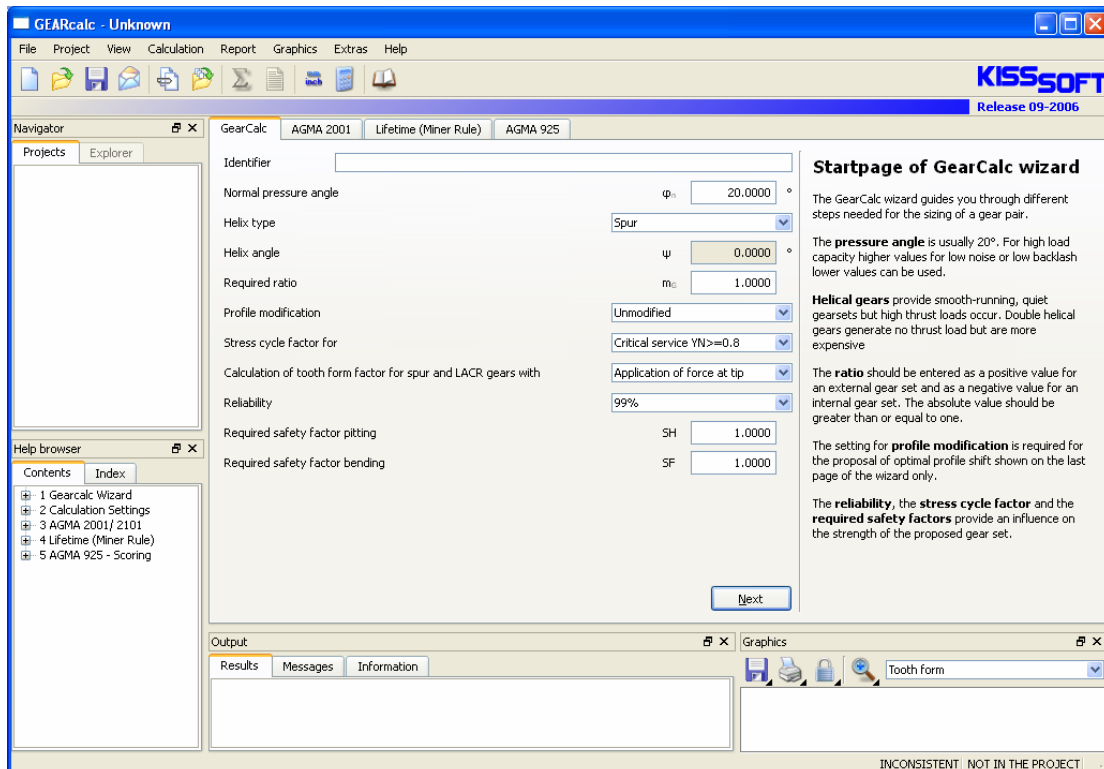 GEARcalc - Unknown
File Project View Calculation Report Graphics Extras Help
mm inch
KISSsoft
Release 09-2006
Navigator
Projects Explorer
GearCalc AGMA 2001 Lifetime (Miner Rule) AGMA 925
Identifier
Normal pressure angle φn 20.0000 °
Helix type Spur
Helix angle ψ 0.0000 °
Required ratio mG 1.0000
Profile modification Unmodified
Stress cycle factor for Critical service YN>=0.8
Calculation of tooth form factor for spur and LACR gears with Application of force at tip
Reliability 99%
Required safety factor pitting SH 1.0000
Required safety factor bending SF 1.0000
Next
Startpage of GearCalc wizard
The GearCalc wizard guides you through different
steps needed for the sizing of a gear pair.
The pressure angle is usually 20°. For high load
capacity higher values for low noise or low backlash
lower values can be used.
Helical gears provide smooth-running, quiet
gearsets but high thrust loads occur. Double helical
gears generate no thrust load but are more
expensive
The ratio should be entered as a positive value for
an external gear set and as a negative value for an
internal gear set. The absolute value should be
greater than or equal to one.
The setting for profile modification is required for
the proposal of optimal profile shift shown on the last
page of the wizard only.
The reliability, the stress cycle factor and the
required safety factors provide an influence on
the strength of the proposed gear set.
Help browser
Contents Index
1 Gearcalc Wizard
2 Calculation Settings
3 AGMA 2001/ 2101
4 Lifetime (Miner Rule)
5 AGMA 925 - Scoring
Output
Results Messages Information
Graphics
Tooth form
INCONSISTENT NOT IN THE PROJECT